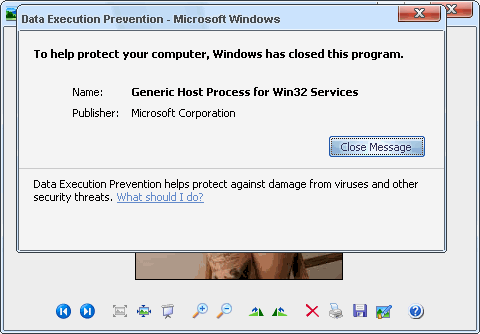 Data Execution Prevention - Microsoft Windows
To help protect your computer, Windows has closed this program.
Name: Generic Host Process for Win32 Services
Publisher: Microsoft Corporation
Close Message
Data Execution Prevention helps protect against damage from viruses and other
security threats. What should I do?